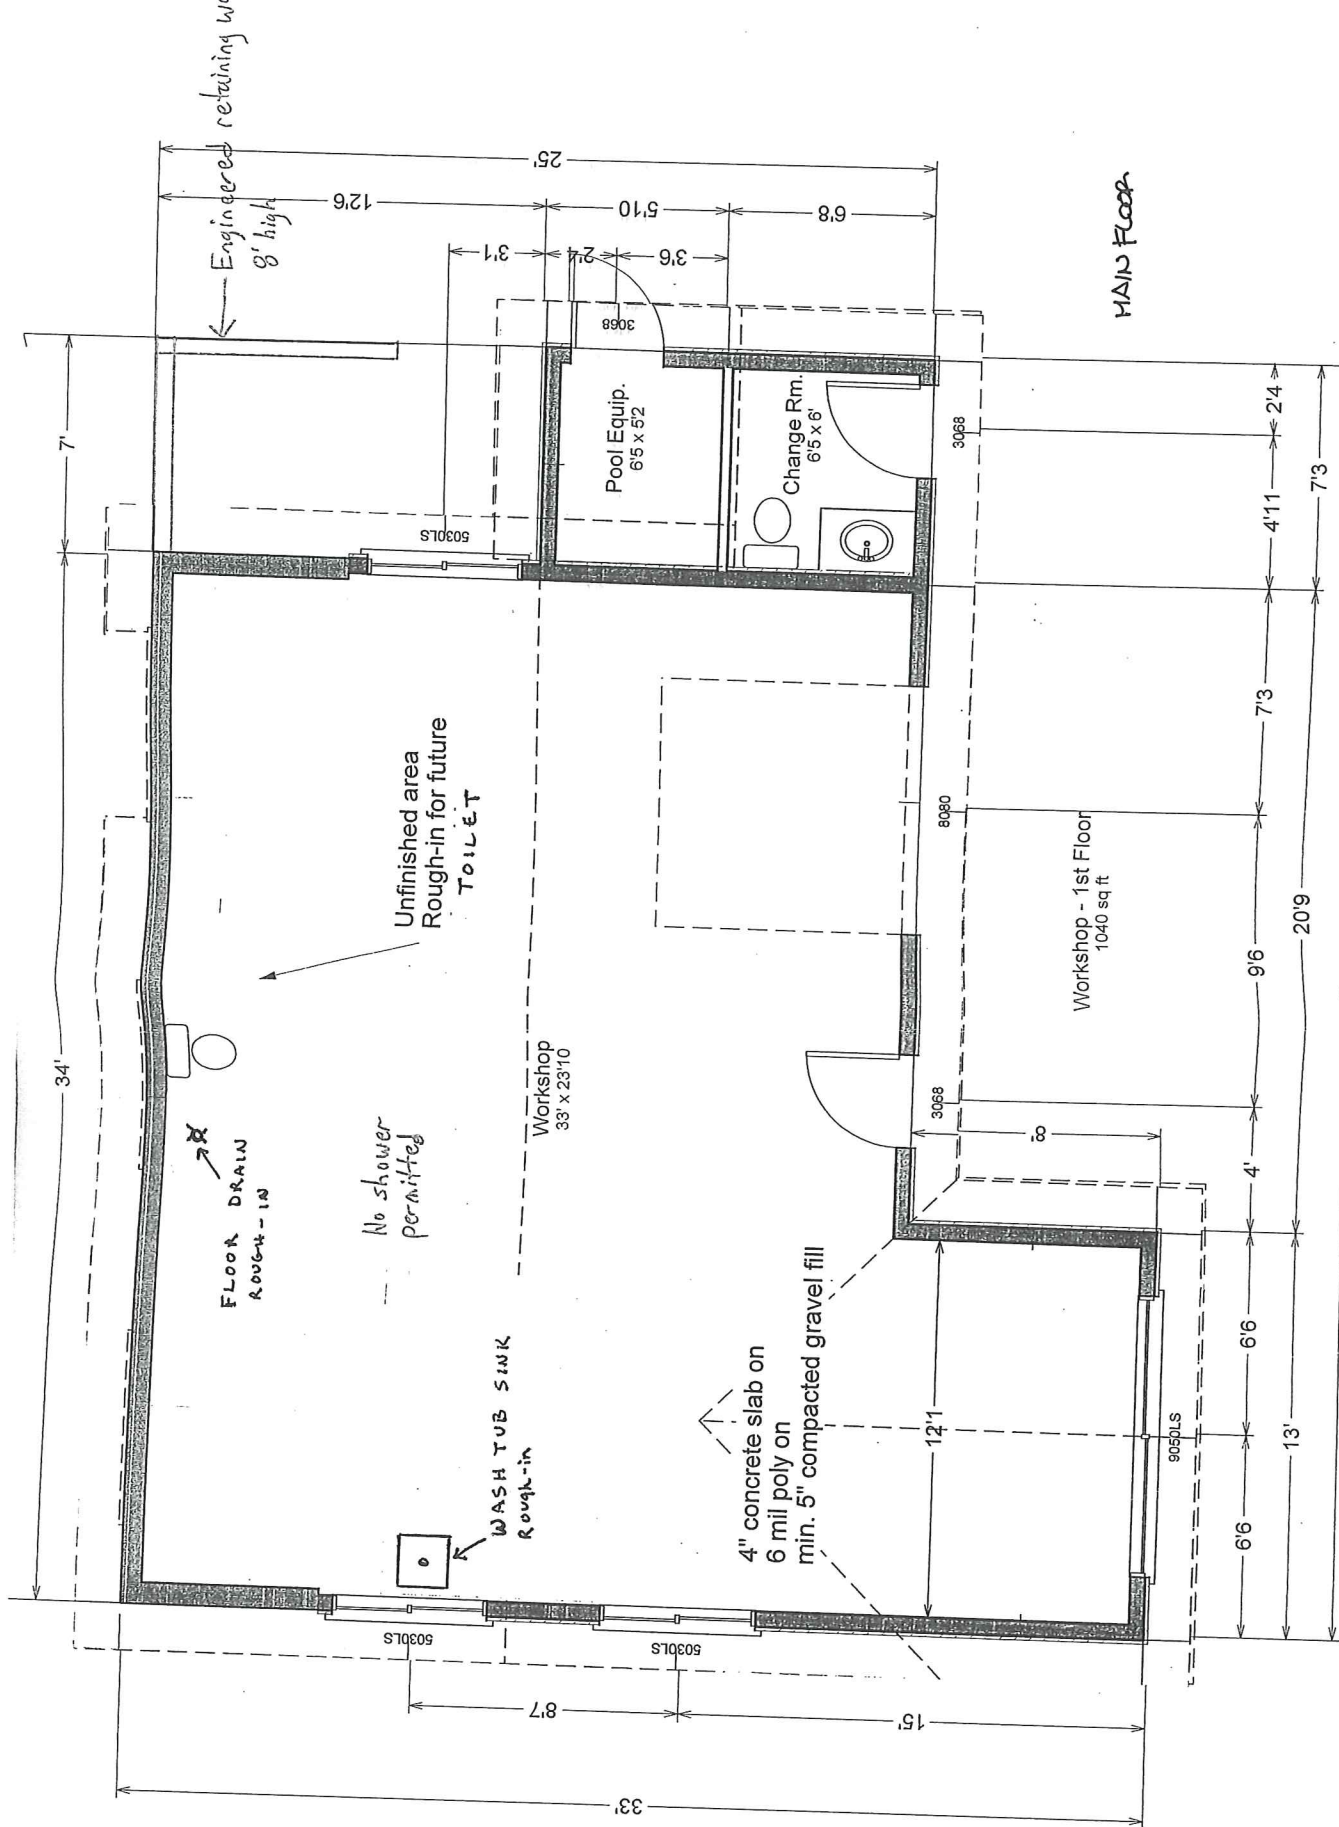 Engineered retaining
8' high
25'
12'6
5'10
6'8
3'1
2'4
3'6
7'
34'
MAIN FLOOR
3068
Pool Equip.
6'5 x 5'2
Change Rm.
6'5 x 6'
3068
5030LS
2'4
4'11
7'3
Unfinished area
Rough-in for future
TOILET
7'3
8080
Workshop - 1st Floor
1040 sq ft
20'9
9'6
Workshop
33' x 23'10
No shower
permitted
FLOOR DRAIN
ROUGH-IN
3068
8'
4'
WASH TUB SINK
ROUGH-in
4" concrete slab on
6 mil poly on
min. 5" compacted gravel fill
12'1
9050LS
6'6
6'6
13'
5030LS
5030LS
8'7
15'
33'